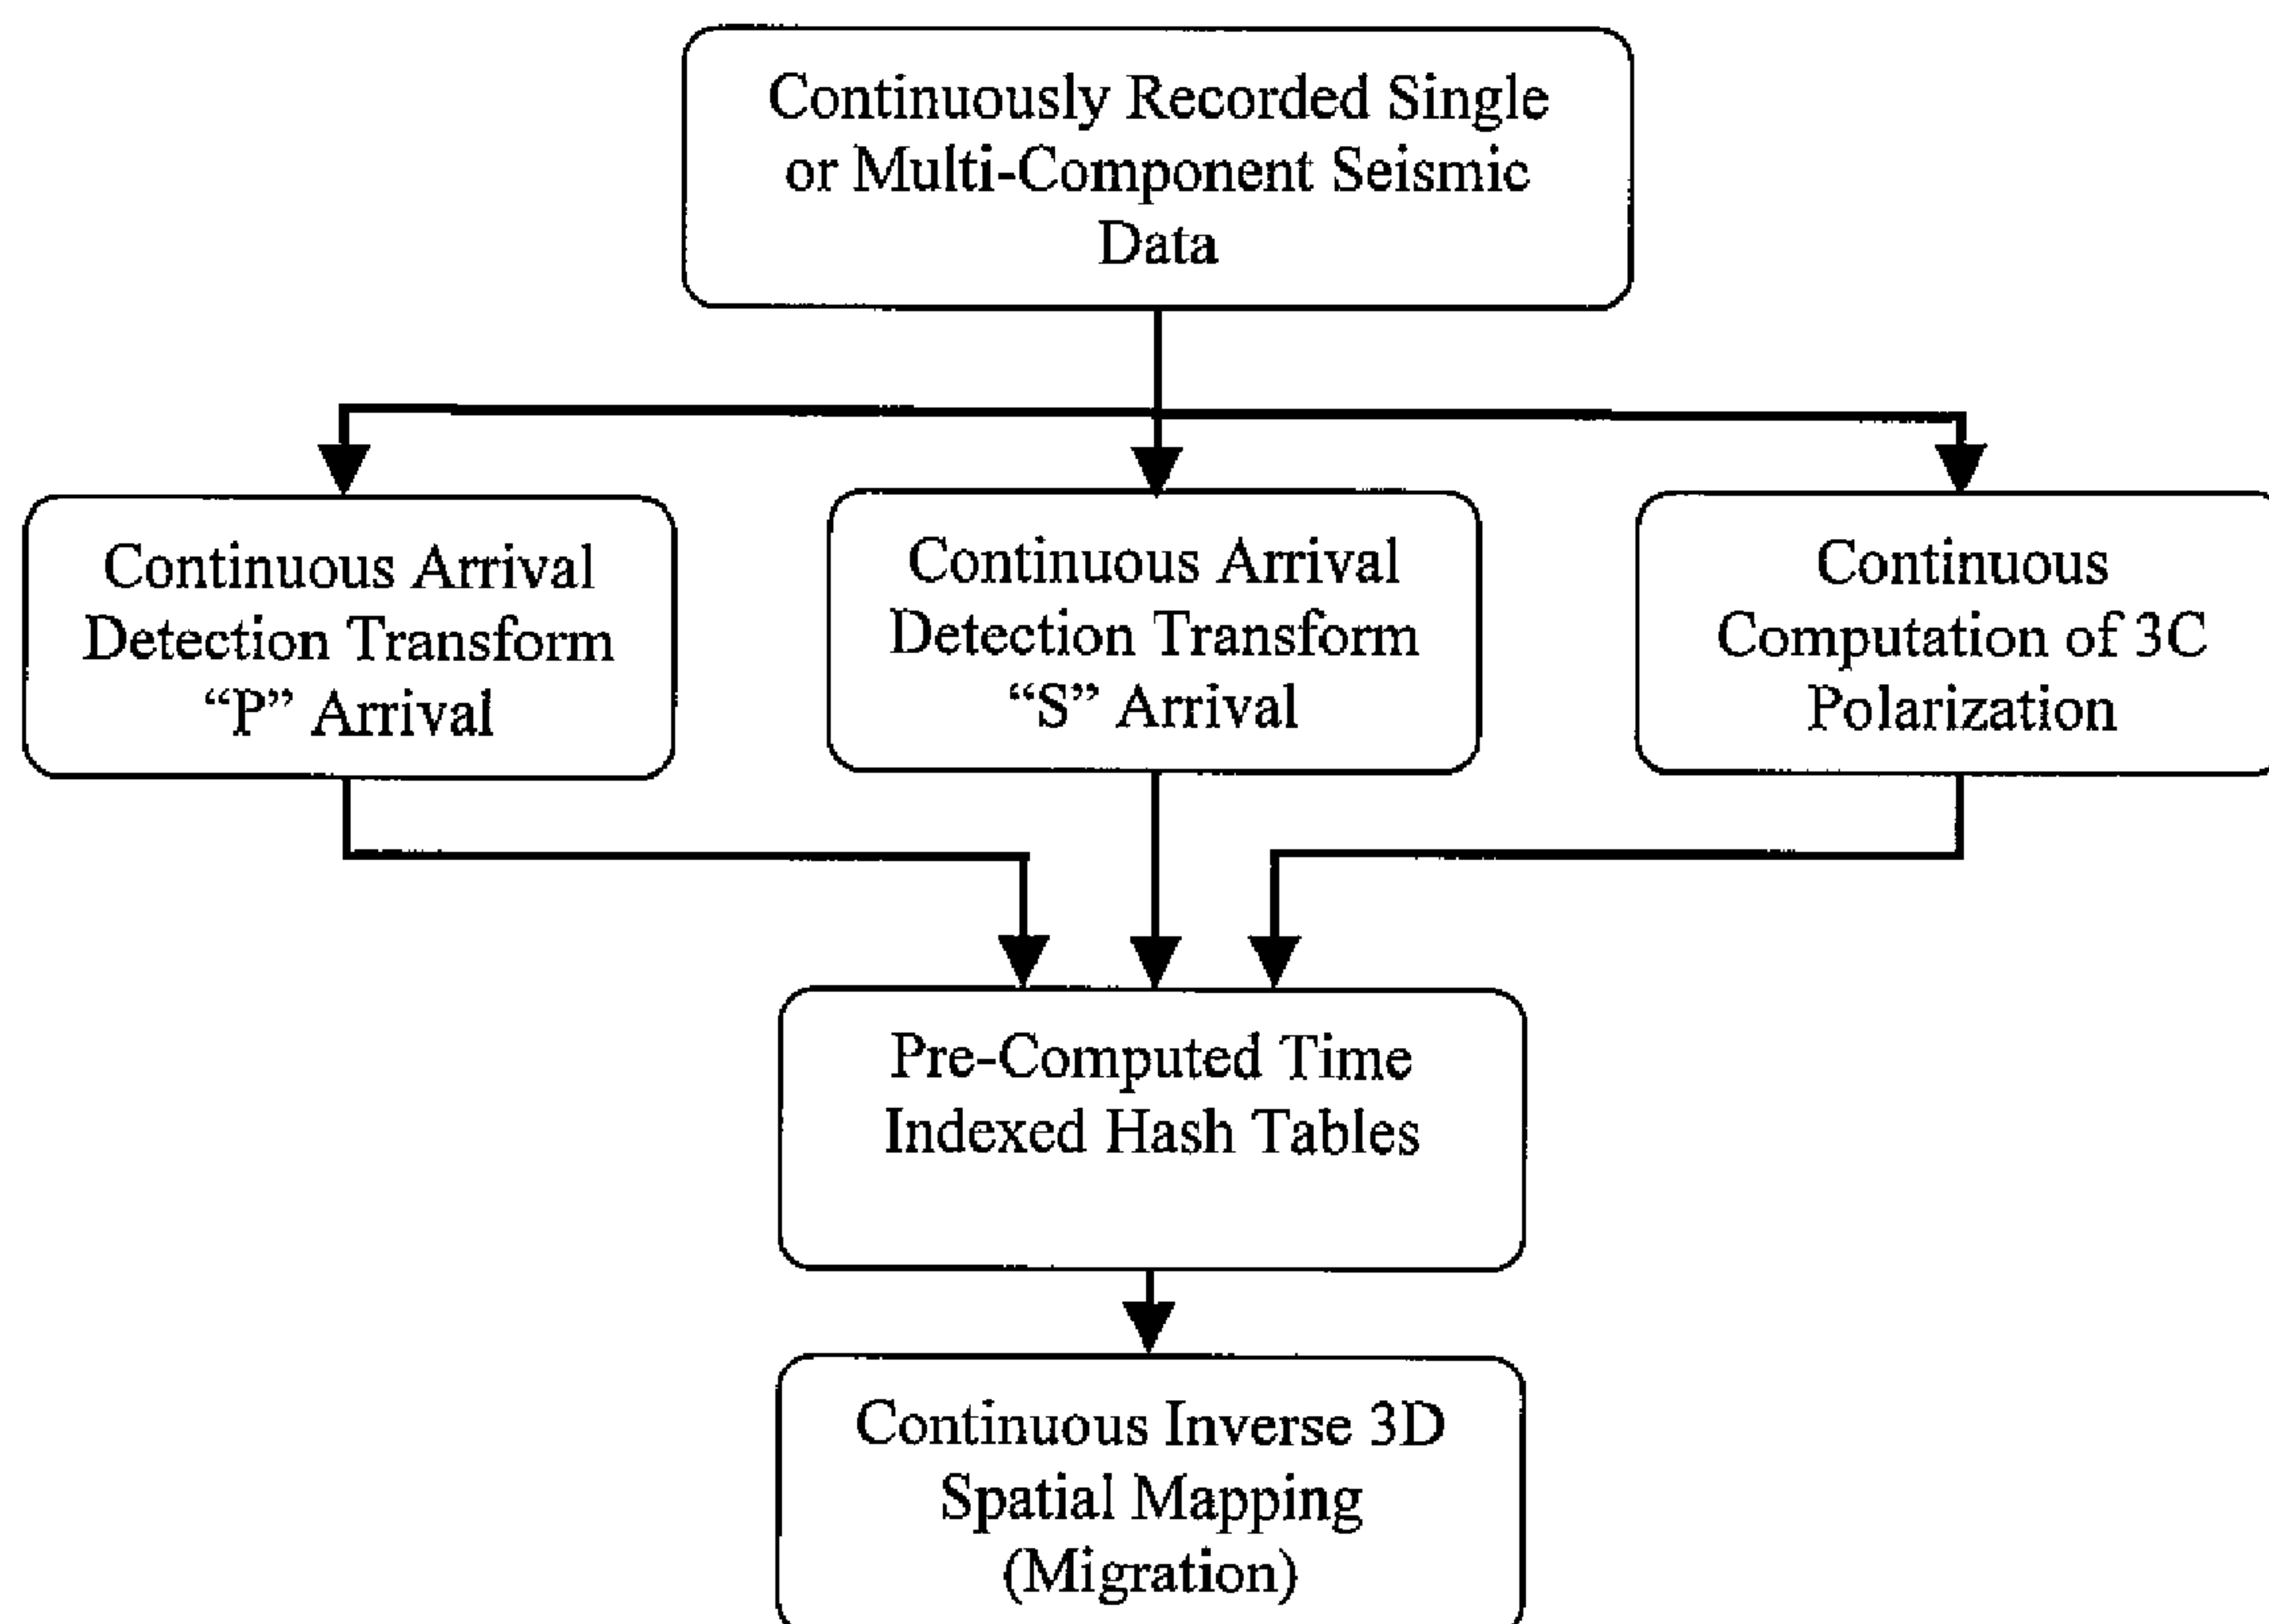 Continuously Recorded Single
or Multi-Component Seismic
Data
Continuous Arrival
Detection Transform
“P” Arrival
Continuous Arrival
Detection Transform
“S” Arrival
Continuous
Computation of 3C
Polarization
Pre-Computed Time
Indexed Hash Tables
Continuous Inverse 3D
Spatial Mapping
(Migration)